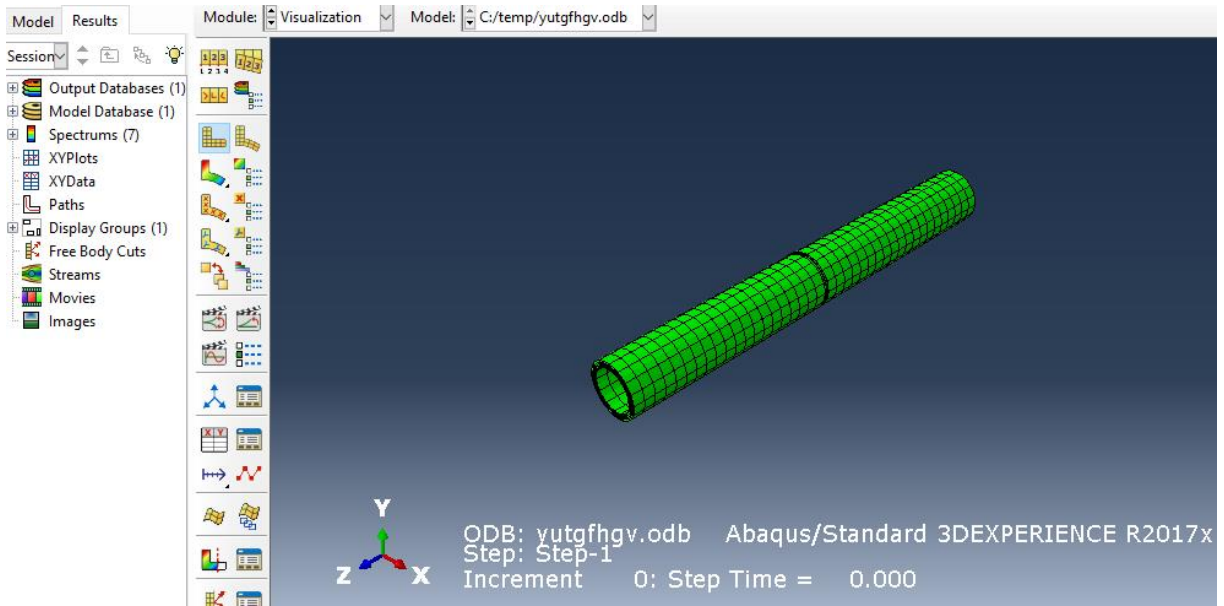 Model Results Module: Visualization Model: C:/temp/yutgfhgv.odb
Session
Output Databases (1)
Model Database (1)
Spectrums (7)
XYPlots
XYData
Paths
Display Groups (1)
Free Body Cuts
Streams
Movies
Images
Y
Z X
ODB: yutgfhgv.odb Abaqus/Standard 3DEXPERIENCE R2017x
Step: Step-1
Increment 0: Step Time = 0.000